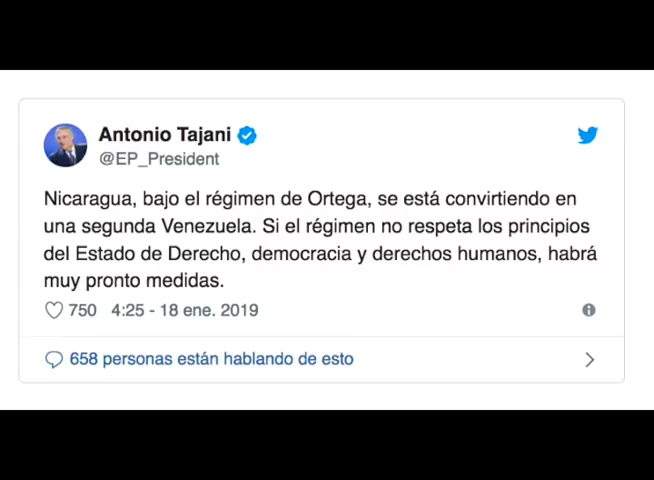 Antonio Tajani
@EP_President
Nicaragua, bajo el régimen de Ortega, se está convirtiendo en
una segunda Venezuela. Si el régimen no respeta los principios
del Estado de Derecho, democracia y derechos humanos, habrá
muy pronto medidas.
750 4:25 - 18 ene. 2019
658 personas están hablando de esto